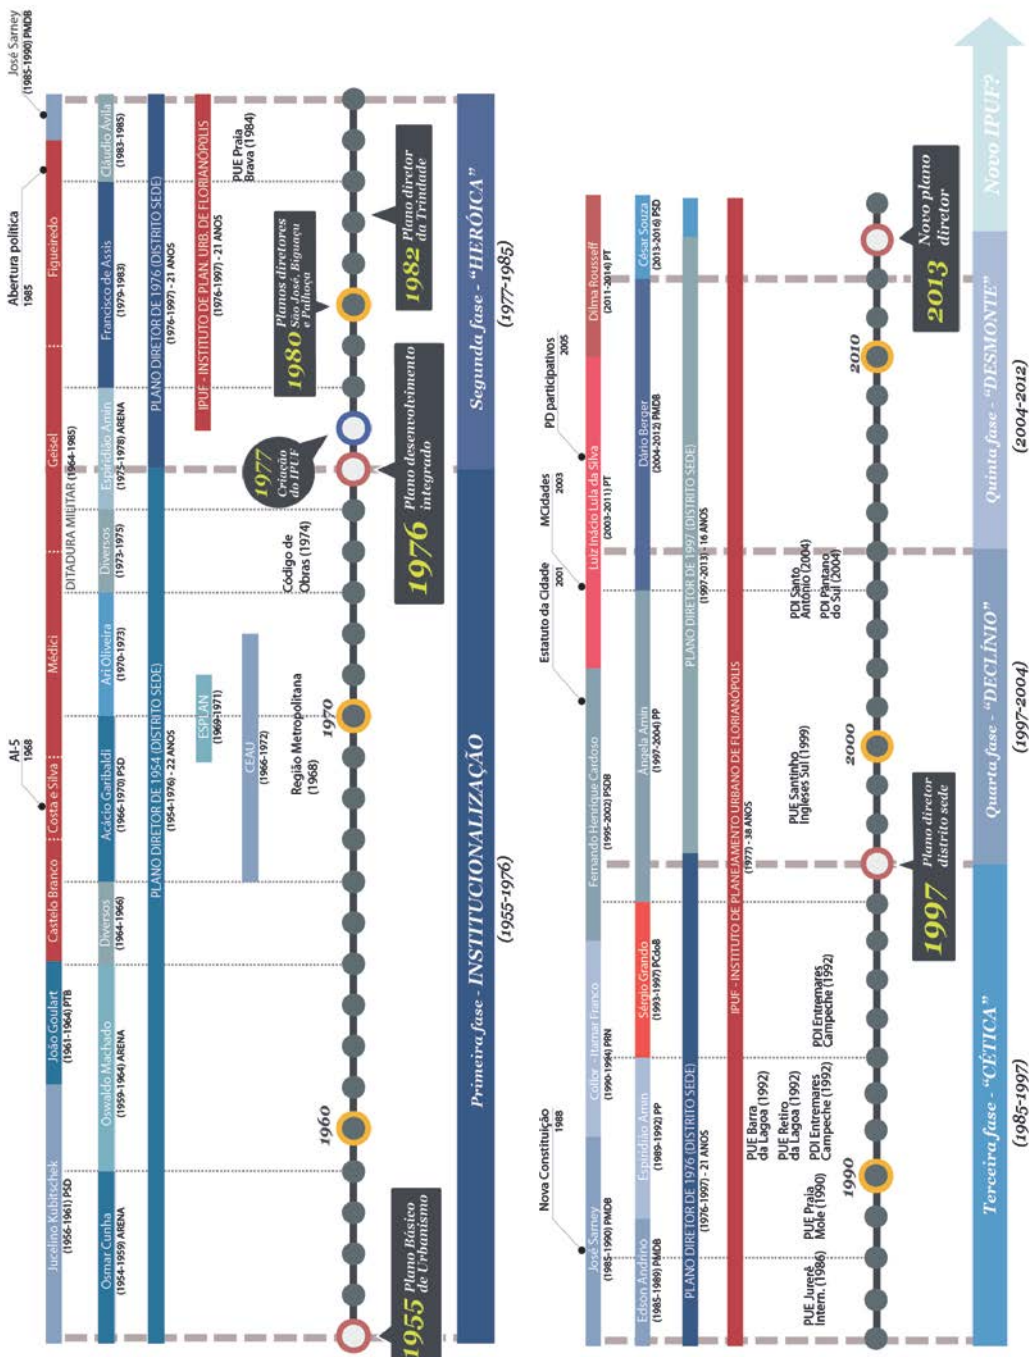 AI-5
1968
Abertura política
1985
José Sarney
(1985-1990) PMDB
Jucelino Kubitschek
(1956-1961) PSD
João Goulart
(1961-1964) PTB
Castelo Branco
Costa e Silva
Médici
Geisel
Figueiredo
DITADURA MILITAR (1964-1985)
Osmar Cunha
(1954-1959) ARENA
Oswaldo Machado
(1959-1964) ARENA
Diversos
(1964-1966)
Acácio Garibaldi
(1966-1970) PSD
Ari Oliveira
(1970-1973)
Diversos
(1973-1975)
Espiridião Amin
(1975-1978) ARENA
Francisco de Assis
(1979-1983)
Cláudio Ávila
(1983-1985)
PLANO DIRETOR DE 1954 (DISTRITO SEDE)
(1954-1976) - 22 ANOS
PLANO DIRETOR DE 1976 (DISTRITO SEDE)
(1976-1997) - 21 ANOS
ESPLAN
(1969-1971)
IPUF - INSTITUTO DE PLAN. URB. DE FLORIANÓPOLIS
(1976-1997) - 21 ANOS
CEAU
(1966-1972)
PUE Praia
Brava (1984)
Região Metropolitana
(1968)
Código de
Obras (1974)
1977
Criação
do IPUF
1980 Planos diretores
São José, Biguaçu
e Palhoça
1960
1970
1955 Plano Básico
de Urbanismo
1976 Plano desenvolvimento
integrado
1982 Plano diretor
da Trindade
Primeira fase - INSTITUCIONALIZAÇÃO
(1955-1976)
Segunda fase - "HERÓICA"
(1977-1985)
Nova Constituição
1988
Estatuto da Cidade
2001
MCidades
2003
PD participativos
2005
José Sarney
(1985-1990) PMDB
Collor - Itamar Franco
(1990-1994) PRN
Fernando Henrique Cardoso
(1995-2002) PSDB
Luiz Inácio Lula da Silva
(2003-2011) PT
Dilma Rousseff
(2011-2014) PT
Edson Andrino
(1985-1989) PMDB
Espiridião Amin
(1989-1992) PP
Sérgio Grando
(1993-1997) PCdoB
Ângela Amin
(1997-2004) PP
Dário Berger
(2004-2012) PMDB
César Souza
(2013-2016) PSD
PLANO DIRETOR DE 1976 (DISTRITO SEDE)
(1976-1997) - 21 ANOS
PLANO DIRETOR DE 1997 (DISTRITO SEDE)
(1997-2013) - 16 ANOS
IPUF - INSTITUTO DE PLANEJAMENTO URBANO DE FLORIANÓPOLIS
(1977) - 38 ANOS
PUE Jurerê
Intern. (1986)
PUE Praia
Mole (1990)
PUE Barra
da Lagoa (1992)
PUE Retiro
da Lagoa (1992)
PDI Entremares
Campeche (1992)
PDI Entremares
Campeche (1992)
PUE Santinho
Ingleses Sul (1999)
PDI Santo
Antônio (2004)
PDI Pântano
do Sul (2004)
1990
2000
2010
1997 Plano diretor
distrito sede
2013 Novo plano
diretor
Terceira fase - "CÉTICA"
(1985-1997)
Quarta fase - "DECLÍNIO"
(1997-2004)
Quinta fase - "DESMONTE"
(2004-2012)
Novo IPUF?